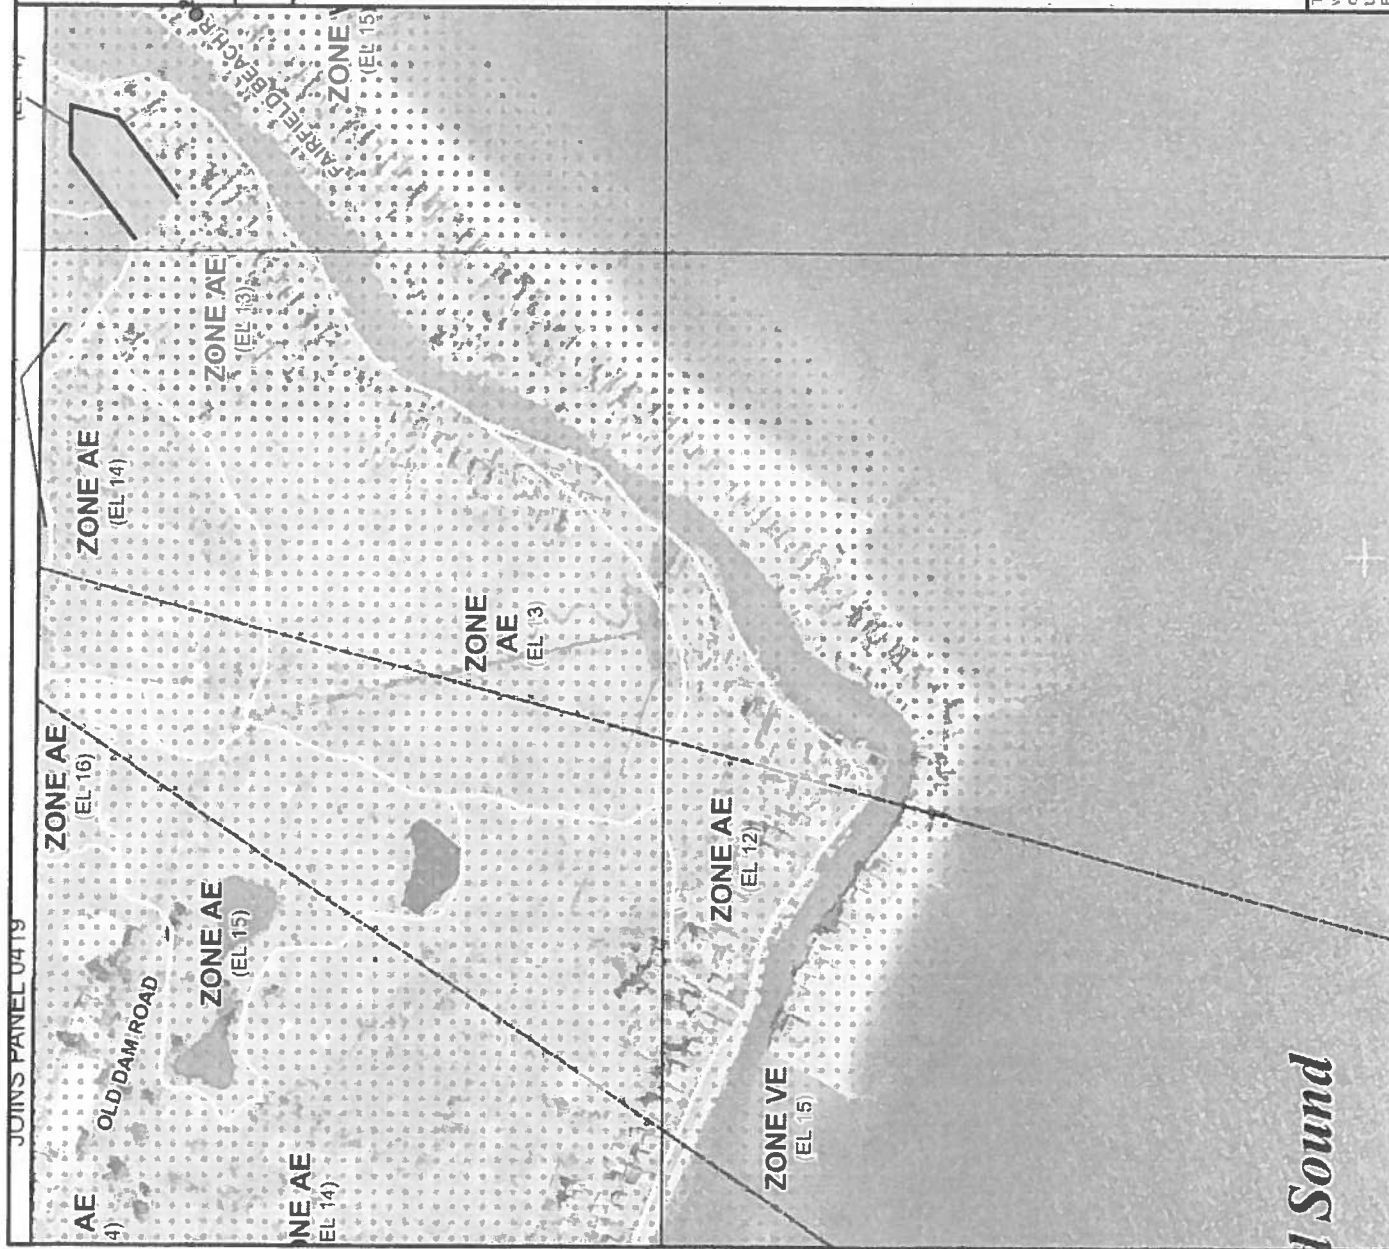 JOINS PANEL 0419
AE
4)
OLD DAM ROAD
ZONE AE
(EL 16)
ZONE AE
(EL 14)
ZONE AE
(EL 15)
ZONE AE
(EL 13)
FAIRFIELD BEACH RO
ZONE
(EL 15)
NE AE
EL 14)
ZONE
AE
(EL 13)
ZONE AE
(EL 12)
ZONE VE
(EL 15)
Sound